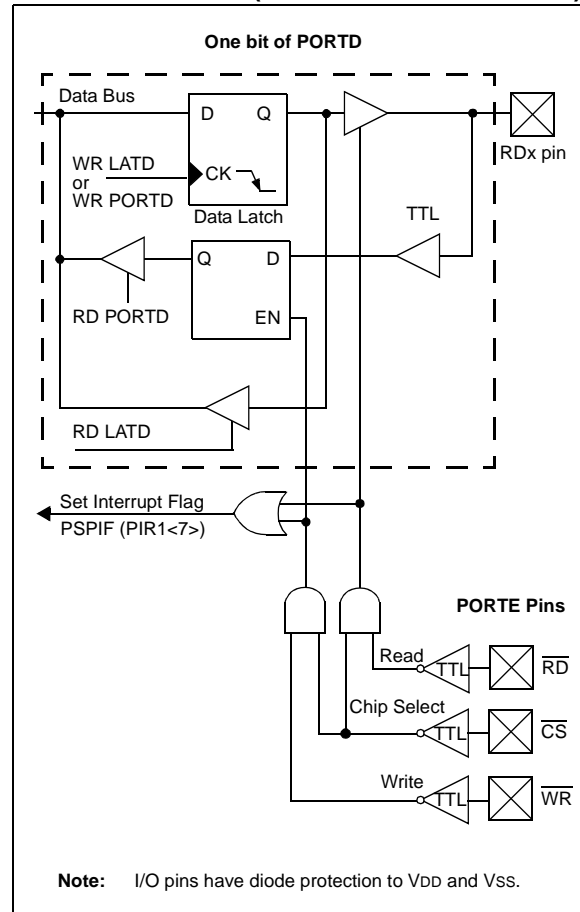 One bit of PORTD
Data Bus
D Q
RDx pin
WR LATD
or
WR PORTD
CK
Data Latch
TTL
Q D
EN
RD PORTD
RD LATD
Set Interrupt Flag
PSPIF (PIR1<7>)
PORTE Pins
Read
TTL
RD
Chip Select
TTL
CS
Write
TTL
WR
Note: I/O pins have diode protection to VDD and VSS.